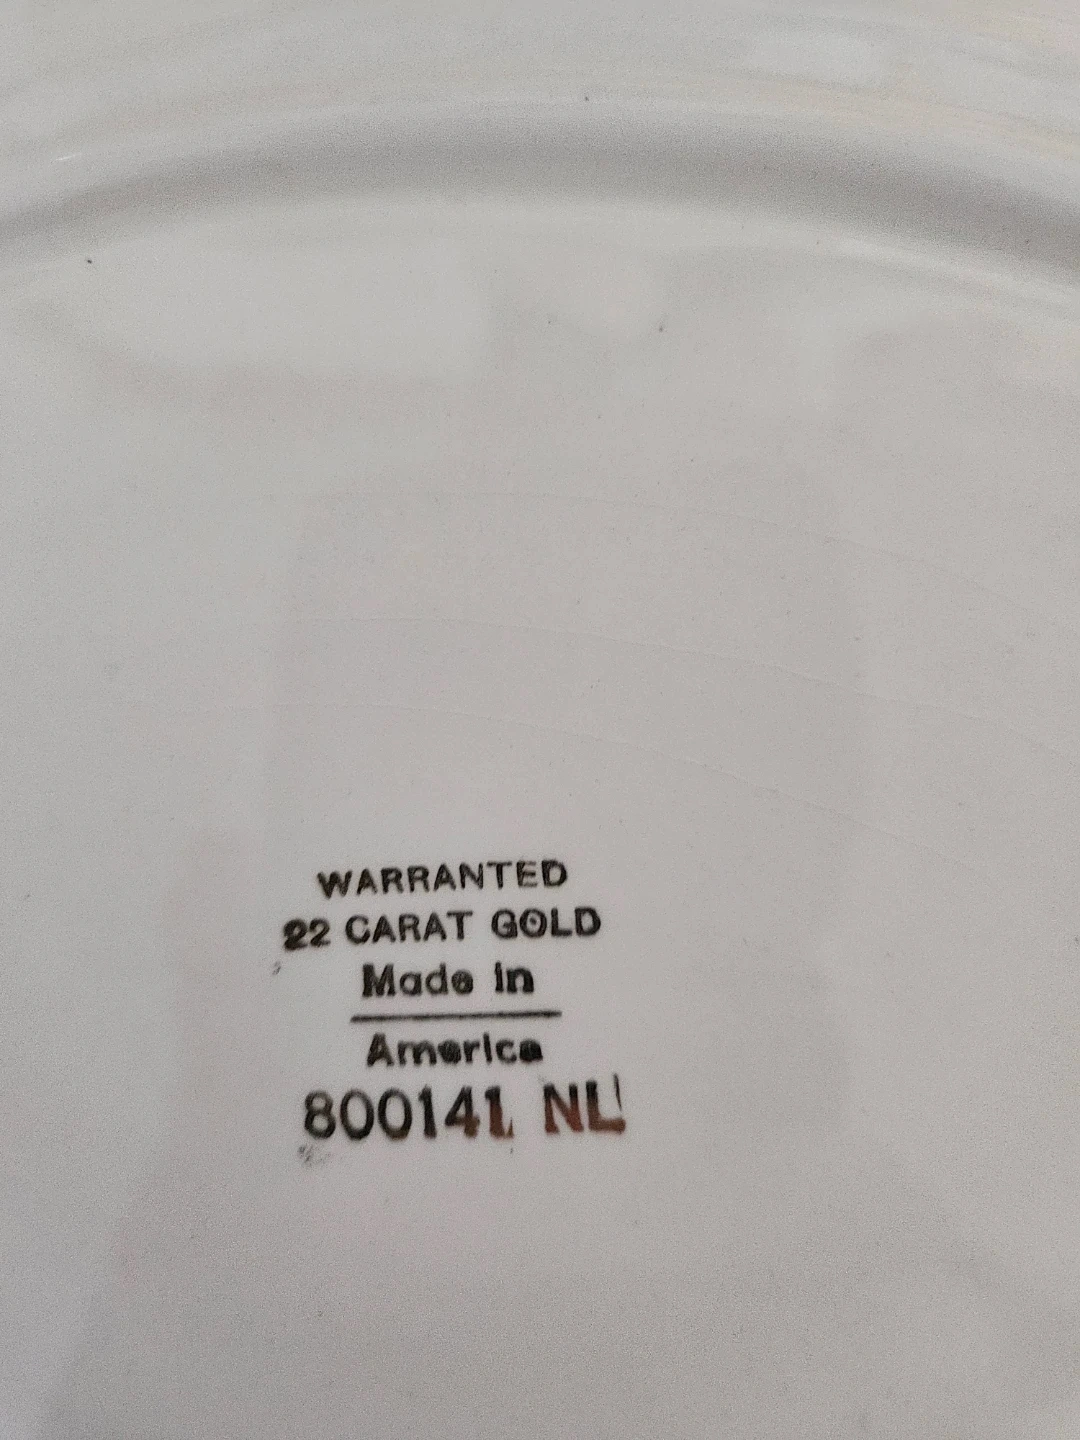 WARRANTED
22 CARAT GOLD
Made in
America
800141 NL